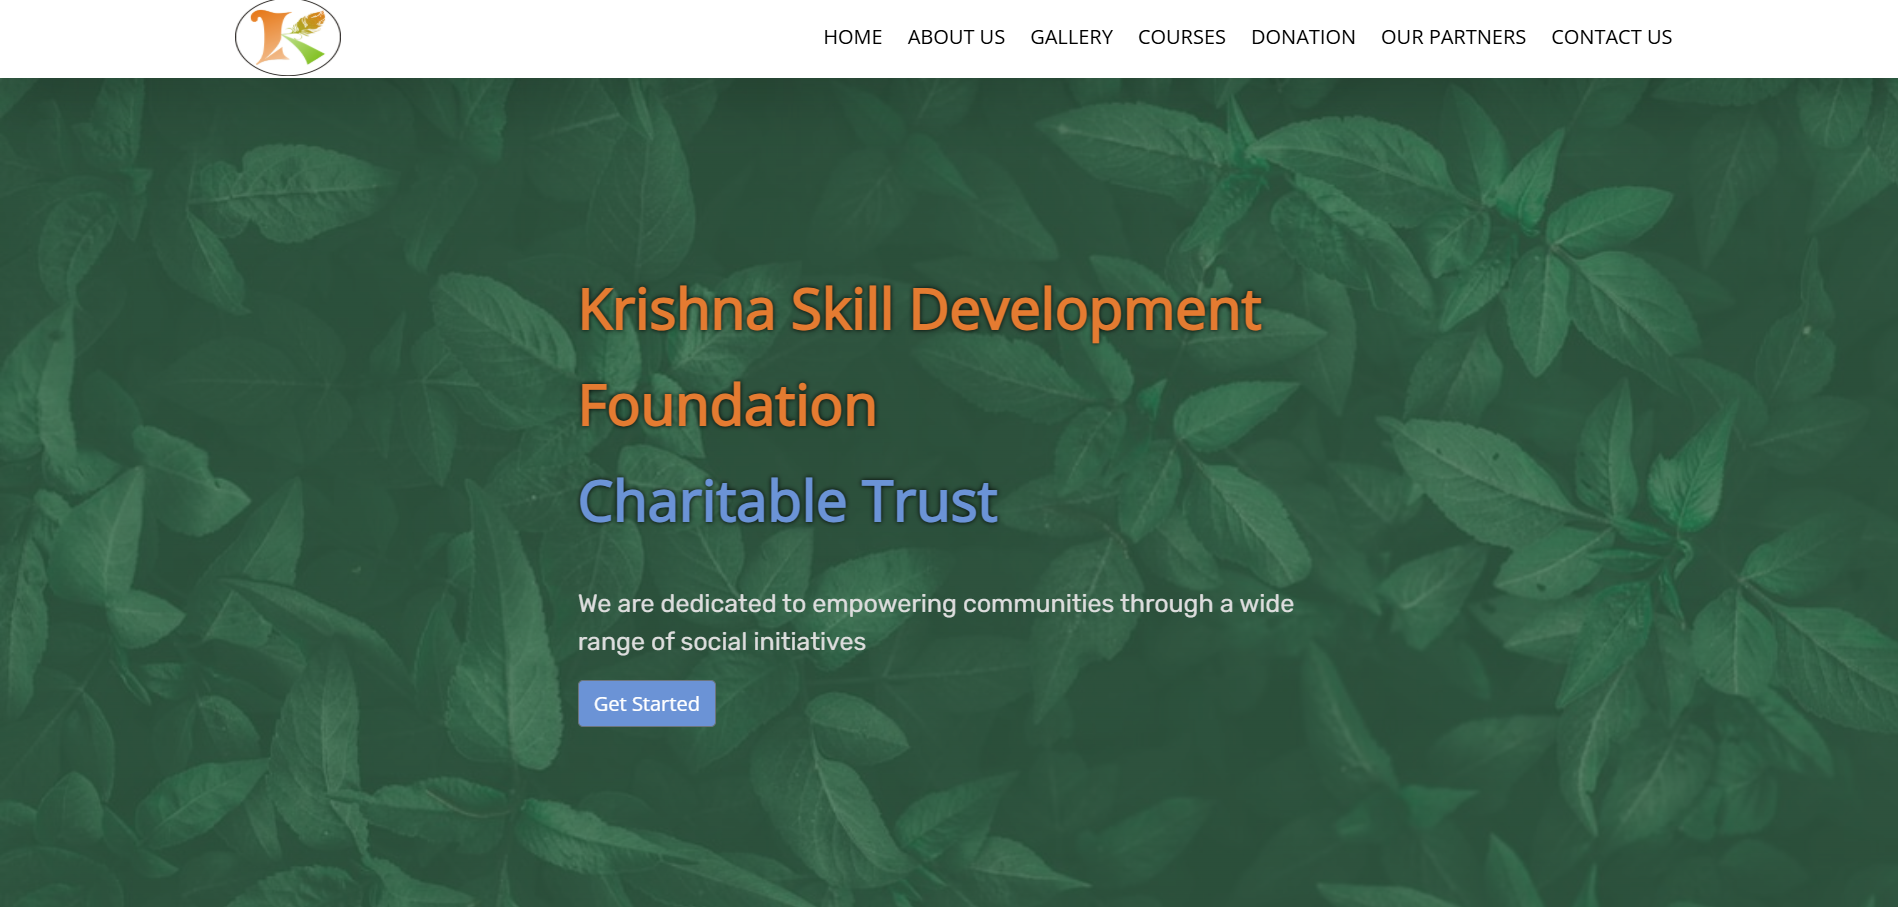 HOME ABOUT US GALLERY COURSES DONATION OUR PARTNERS CONTACT US
Krishna Skill Development
Foundation
Charitable Trust
We are dedicated to empowering communities through a wide
range of social initiatives
Get Started